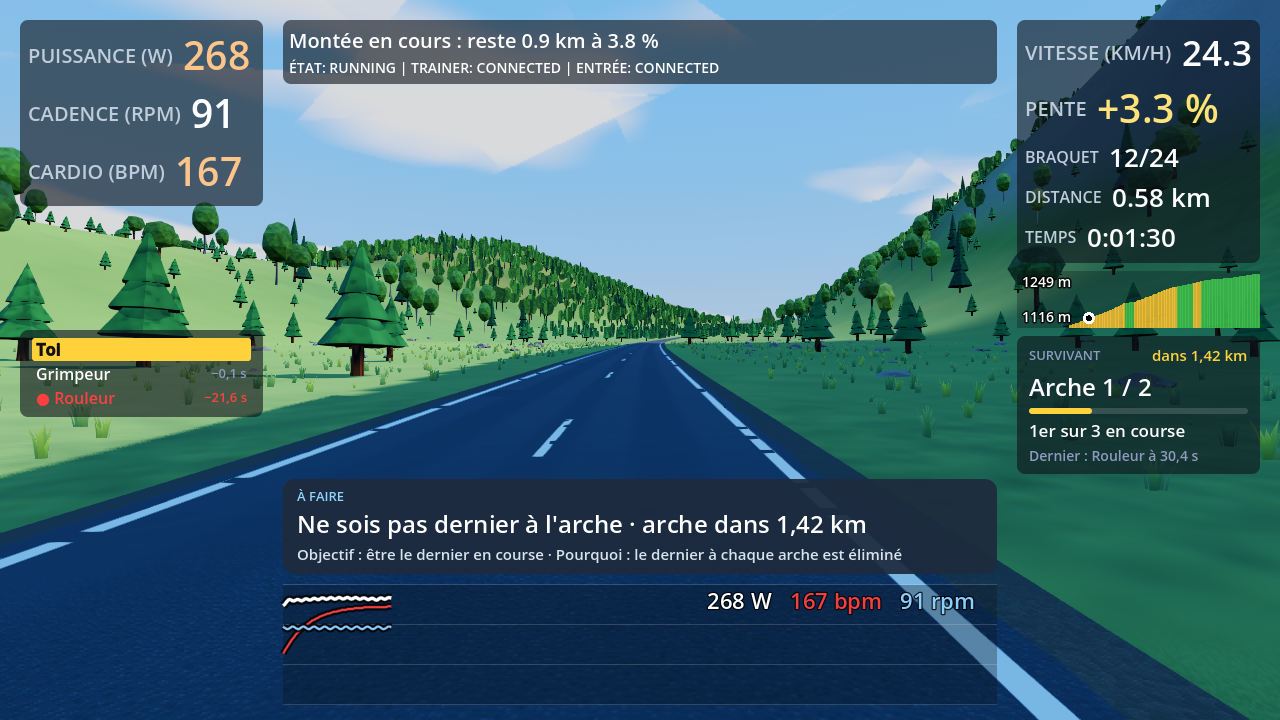 PUISSANCE (W) 268
CADENCE (RPM) 91
CARDIO (BPM) 167
Montée en cours : reste 0.9 km à 3.8 %
ÉTAT: RUNNING | TRAINER: CONNECTED | ENTRÉE: CONNECTED
VITESSE (KM/H) 24.3
PENTE +3.3 %
BRAQUET 12/24
DISTANCE 0.58 km
TEMPS 0:01:30
1249 m
1116 m
Toi
Grimpeur −0,1 s
Rouleur −21,6 s
SURVIVANT dans 1,42 km
Arche 1 / 2
1er sur 3 en course
Dernier : Rouleur à 30,4 s
À FAIRE
Ne sois pas dernier à l'arche · arche dans 1,42 km
Objectif : être le dernier en course · Pourquoi : le dernier à chaque arche est éliminé
268 W 167 bpm 91 rpm